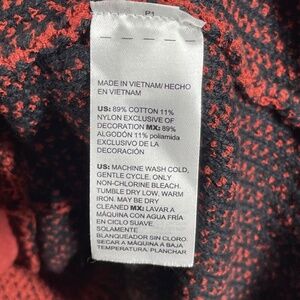 MADE IN VIETNAM/ HECHO
EN VIETNAM
US: 89% COTTON 11%
NYLON EXCLUSIVE OF
DECORATION MX: 89%
ALGODÓN 11% poliamida
EXCLUSIVO DE LA
DECORACIÓN
US: MACHINE WASH COLD,
GENTLE CYCLE. ONLY
NON-CHLORINE BLEACH.
TUMBLE DRY LOW, WARM
IRON. MAY BE DRY
CLEANED MX: LAVAR A
MÁQUINA CON AGUA FRÍA
EN CICLO SUAVE.
SOLAMENTE
BLANQUEADOR SIN CLORO
SECAR A MÁQUINA A BAJA
TEMPERATURA. PLANCHAR